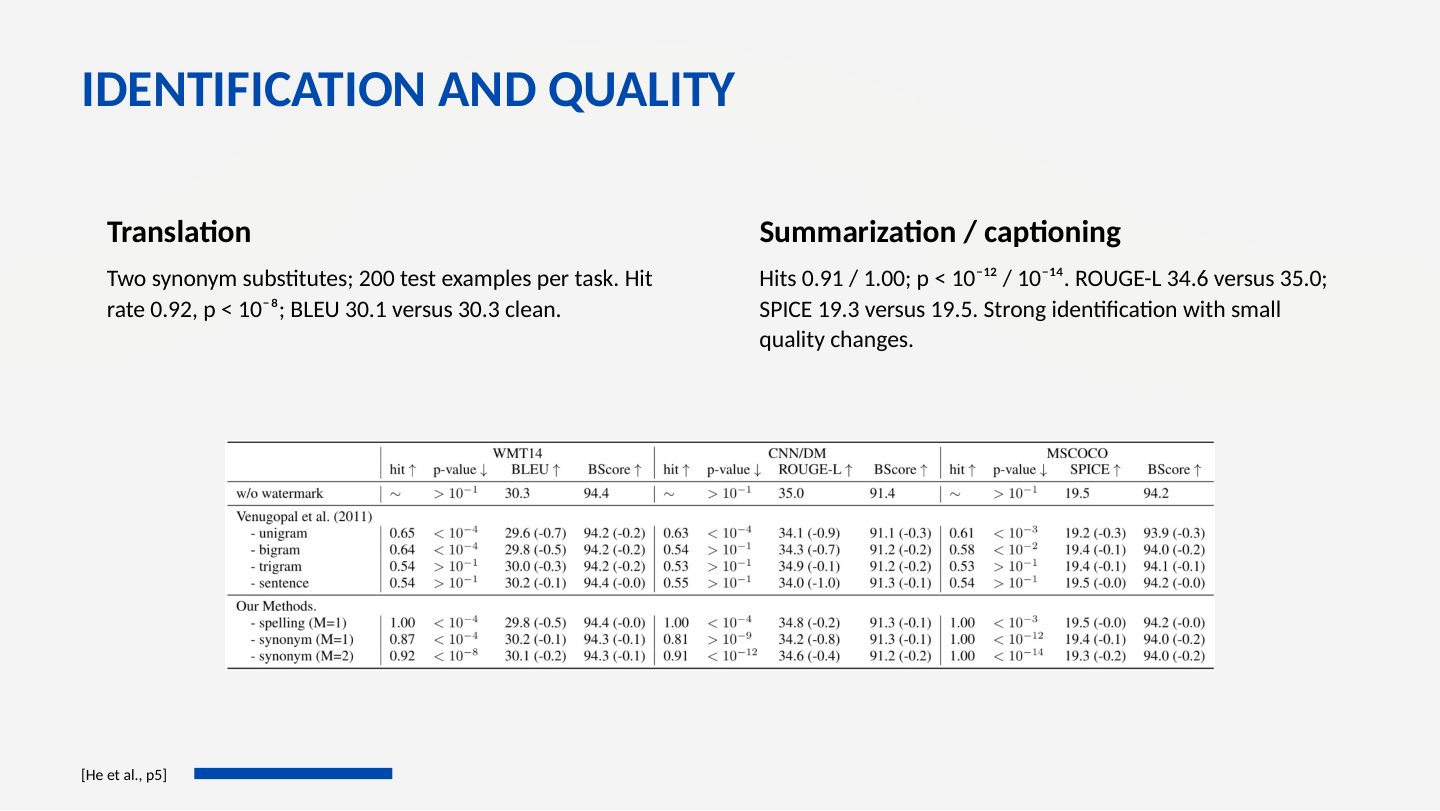 IDENTIFICATION AND QUALITY
Translation
Two synonym substitutes; 200 test examples per task. Hit
rate 0.92, p < 10⁻⁸; BLEU 30.1 versus 30.3 clean.
Summarization / captioning
Hits 0.91 / 1.00; p < 10⁻¹² / 10⁻¹⁴. ROUGE-L 34.6 versus 35.0;
SPICE 19.3 versus 19.5. Strong identification with small
quality changes.
WMT14 CNN/DM MSCOCO
hit ↑ p-value ↓ BLEU ↑ BScore ↑ hit ↑ p-value ↓ ROUGE-L ↑ BScore ↑ hit ↑ p-value ↓ SPICE ↑ BScore ↑
w/o watermark ∼ > 10⁻¹ 30.3 94.4 ∼ > 10⁻¹ 35.0 91.4 ∼ > 10⁻¹ 19.5 94.2
Venugopal et al. (2011)
- unigram 0.65 < 10⁻⁴ 29.6 (-0.7) 94.2 (-0.2) 0.63 < 10⁻⁴ 34.1 (-0.9) 91.1 (-0.3) 0.61 < 10⁻³ 19.2 (-0.3) 93.9 (-0.3)
- bigram 0.64 < 10⁻⁴ 29.8 (-0.5) 94.2 (-0.2) 0.54 > 10⁻¹ 34.3 (-0.7) 91.2 (-0.2) 0.58 < 10⁻² 19.4 (-0.1) 94.0 (-0.2)
- trigram 0.54 > 10⁻¹ 30.0 (-0.3) 94.2 (-0.2) 0.53 > 10⁻¹ 34.9 (-0.1) 91.2 (-0.2) 0.53 > 10⁻¹ 19.4 (-0.1) 94.1 (-0.1)
- sentence 0.54 > 10⁻¹ 30.2 (-0.1) 94.4 (-0.0) 0.55 > 10⁻¹ 34.0 (-1.0) 91.3 (-0.1) 0.54 > 10⁻¹ 19.5 (-0.0) 94.2 (-0.0)
Our Methods.
- spelling (M=1) 1.00 < 10⁻⁴ 29.8 (-0.5) 94.4 (-0.0) 1.00 < 10⁻⁴ 34.8 (-0.2) 91.3 (-0.1) 1.00 < 10⁻³ 19.5 (-0.0) 94.2 (-0.0)
- synonym (M=1) 0.87 < 10⁻⁴ 30.2 (-0.1) 94.3 (-0.1) 0.81 > 10⁻⁹ 34.2 (-0.8) 91.3 (-0.1) 1.00 < 10⁻¹² 19.4 (-0.1) 94.0 (-0.2)
- synonym (M=2) 0.92 < 10⁻⁸ 30.1 (-0.2) 94.3 (-0.1) 0.91 < 10⁻¹² 34.6 (-0.4) 91.2 (-0.2) 1.00 < 10⁻¹⁴ 19.3 (-0.2) 94.0 (-0.2)
[He et al., p5]